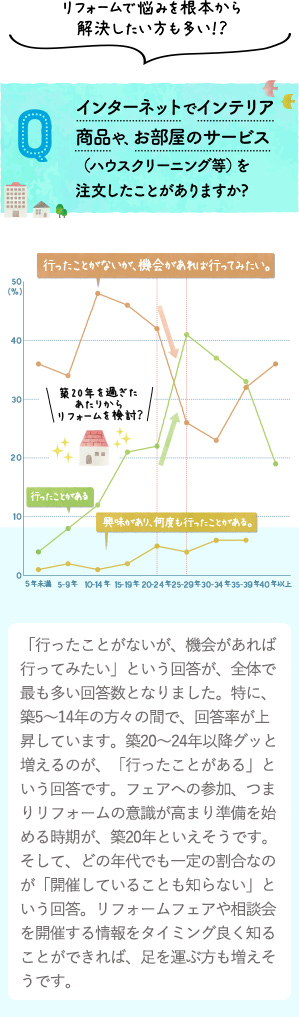 リフォームで悩みを根本から
解決したい方も多い!?
Q
インターネットでインテリア
商品や、お部屋のサービス
（ハウスクリーニング等）を
注文したことがありますか?
行ったことがないが、機会があれば行ってみたい。
50
(%)
40
30
20
10
0
築20年を過ぎた
あたりから
リフォームを検討?
行ったことがある
興味があり、何度も行ったことがある。
5年未満 5-9年 10-14年 15-19年 20-24年 25-29年 30-34年 35-39年 40年以上
「行ったことがないが、機会があれば
行ってみたい」という回答が、全体で
最も多い回答数となりました。特に、
築5〜14年の方々の間で、回答率が上
昇しています。築20〜24年以降グッと
増えるのが、「行ったことがある」と
いう回答です。フェアへの参加、つま
りリフォームの意識が高まり準備を始
める時期が、築20年といえそうです。
そして、どの年代でも一定の割合なの
が「開催していることも知らない」と
いう回答。リフォームフェアや相談会
を開催する情報をタイミング良く知る
ことができれば、足を運ぶ方も増えそ
うです。